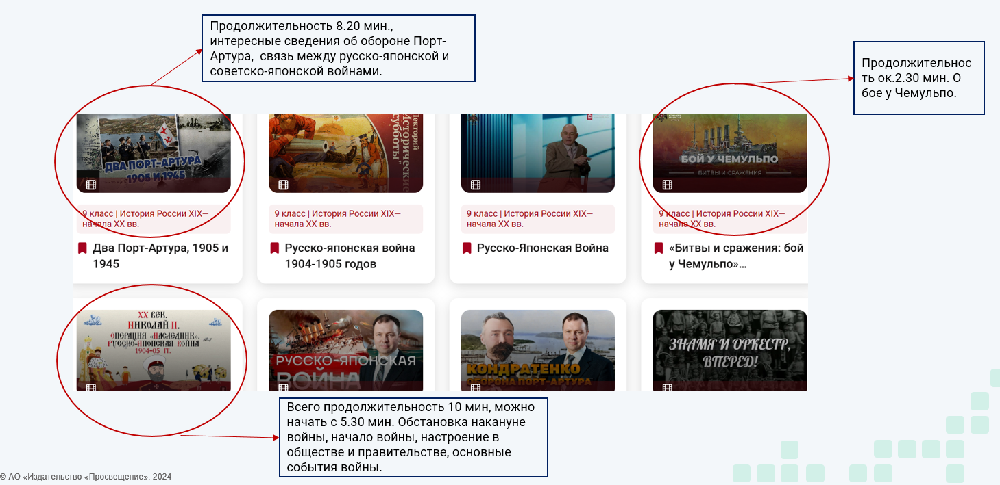 Продолжительность 8.20 мин.,
интересные сведения об обороне Порт-
Артура,  связь между русско-японской и
советско-японской войнами.
Продолжительнос
ть ок.2.30 мин. О
бое у Чемульпо.
ДВА ПОРТ-АРТУРА
1905 И 1945
Лекторий
"Исторические
субботы"
БОЙ У ЧЕМУЛЬПО
БИТВЫ И СРАЖЕНИЯ
9 класс | История России XIX—
начала XX вв.
9 класс | История России XIX—
начала XX вв.
9 класс | История России XIX—
начала XX вв.
9 класс | История России XIX—
начала XX вв.
Два Порт-Артура, 1905 и
1945
Русско-японская война
1904-1905 годов
Русско-Японская Война
«Битвы и сражения: бой
у Чемульпо»...
XX ВЕК.
НИКОЛАЙ II.
ОПЕРАЦИЯ «НАСЛЕДНИК».
РУССКО-ЯПОНСКАЯ ВОЙНА
1904-05 ГГ.
РУССКО-ЯПОНСКАЯ
ВОЙНА
КОНДРАТЕНКО
ОБОРОНА ПОРТ-АРТУРА
ЗНАМЯ И ОРКЕСТР,
ВПЕРЕД!
Всего продолжительность 10 мин, можно
начать с 5.30 мин. Обстановка накануне
войны, начало войны, настроение в
обществе и правительстве, основные
события войны.
© АО «Издательство «Просвещение», 2024